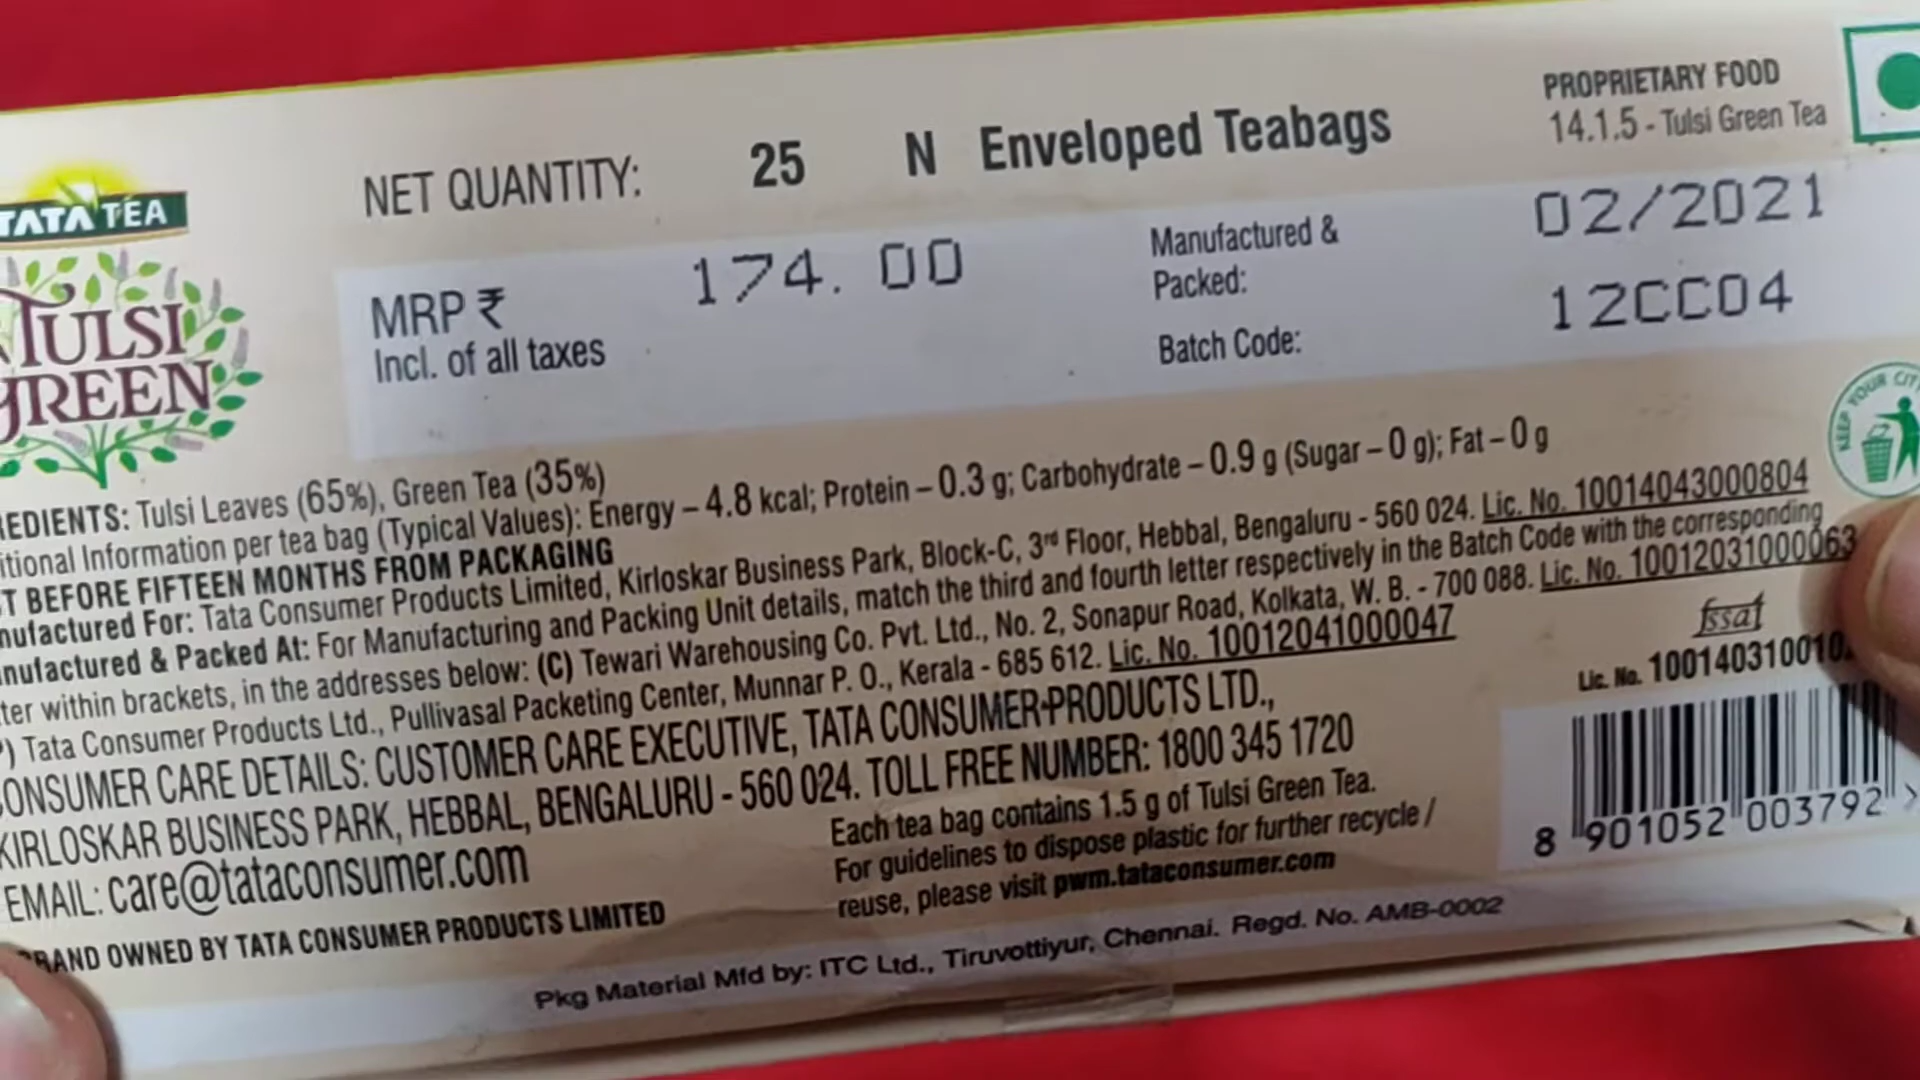 TATA TEA
TULSI
GREEN
NET QUANTITY: 25 N Enveloped Teabags
PROPRIETARY FOOD
14.1.5 - Tulsi Green Tea
MRP ₹ 174.00
Incl. of all taxes
Manufactured &
Packed: 02/2021
Batch Code: 12CC04
KEEP YOUR CIT
REDIENTS: Tulsi Leaves (65%), Green Tea (35%)
itional Information per tea bag (Typical Values): Energy – 4.8 kcal; Protein – 0.3 g; Carbohydrate – 0.9 g (Sugar – 0 g); Fat – 0 g
T BEFORE FIFTEEN MONTHS FROM PACKAGING
nufactured For: Tata Consumer Products Limited, Kirloskar Business Park, Block-C, 3rd Floor, Hebbal, Bengaluru - 560 024. Lic. No. 10014043000804
nufactured & Packed At: For Manufacturing and Packing Unit details, match the third and fourth letter respectively in the Batch Code with the corresponding
ter within brackets, in the addresses below: (C) Tewari Warehousing Co. Pvt. Ltd., No. 2, Sonapur Road, Kolkata, W. B. - 700 088. Lic. No. 10012031000063
) Tata Consumer Products Ltd., Pullivasal Packeting Center, Munnar P. O., Kerala - 685 612. Lic. No. 10012041000047
CONSUMER CARE DETAILS: CUSTOMER CARE EXECUTIVE, TATA CONSUMER PRODUCTS LTD.,
KIRLOSKAR BUSINESS PARK, HEBBAL, BENGALURU - 560 024. TOLL FREE NUMBER: 1800 345 1720
EMAIL: care@tataconsumer.com
Each tea bag contains 1.5 g of Tulsi Green Tea.
For guidelines to dispose plastic for further recycle /
reuse, please visit pwm.tataconsumer.com
BRAND OWNED BY TATA CONSUMER PRODUCTS LIMITED
fssai
Lic. No. 100140310010
8 901052 003792 >
Pkg Material Mfd by: ITC Ltd., Tiruvottiyur, Chennai. Regd. No. AMB-0002